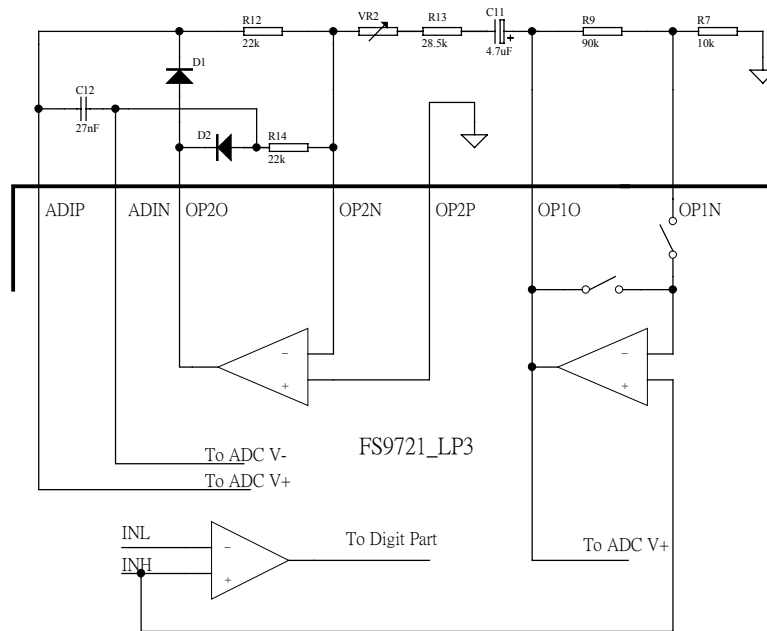 R12
22k
VR2
R13
28.5k
C11
4.7uF
+
R9
90k
R7
10k
D1
C12
27nF
D2
R14
22k
ADIP
ADIN
OP2O
OP2N
OP2P
OP1O
OP1N
−
+
−
+
FS9721_LP3
To ADC V-
To ADC V+
INL
INH
−
+
To Digit Part
To ADC V+